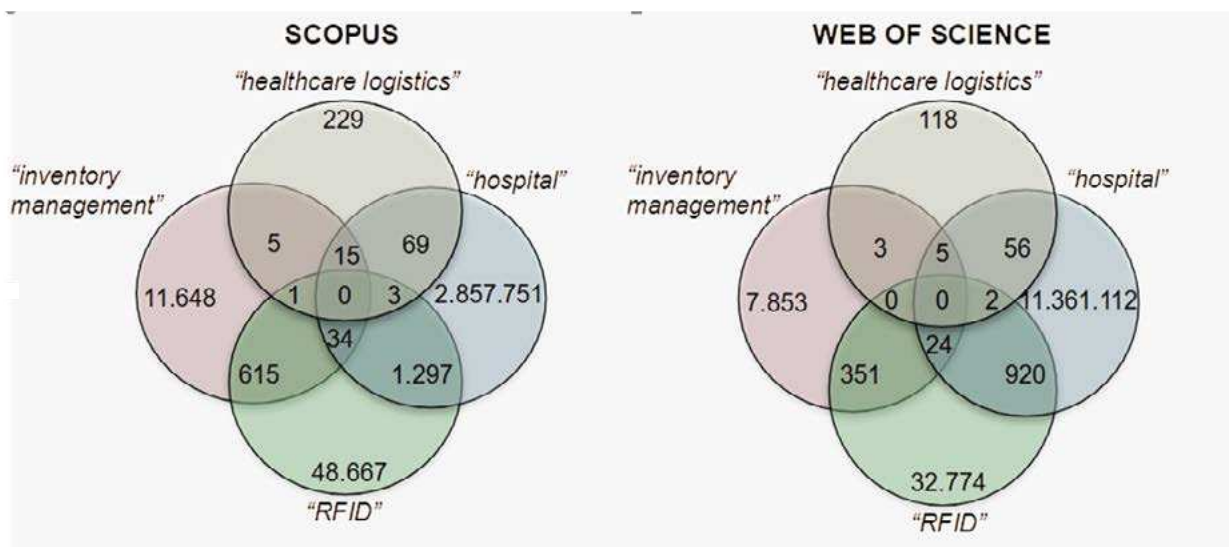 SCOPUS
"healthcare logistics"
229
"inventory
management"
"hospital"
5
15
69
11.648
1
0
3
2.857.751
34
615
1.297
48.667
"RFID"
WEB OF SCIENCE
"healthcare logistics"
118
"inventory
management"
"hospital"
3
5
56
7.853
0
0
2
11.361.112
24
351
920
32.774
"RFID"